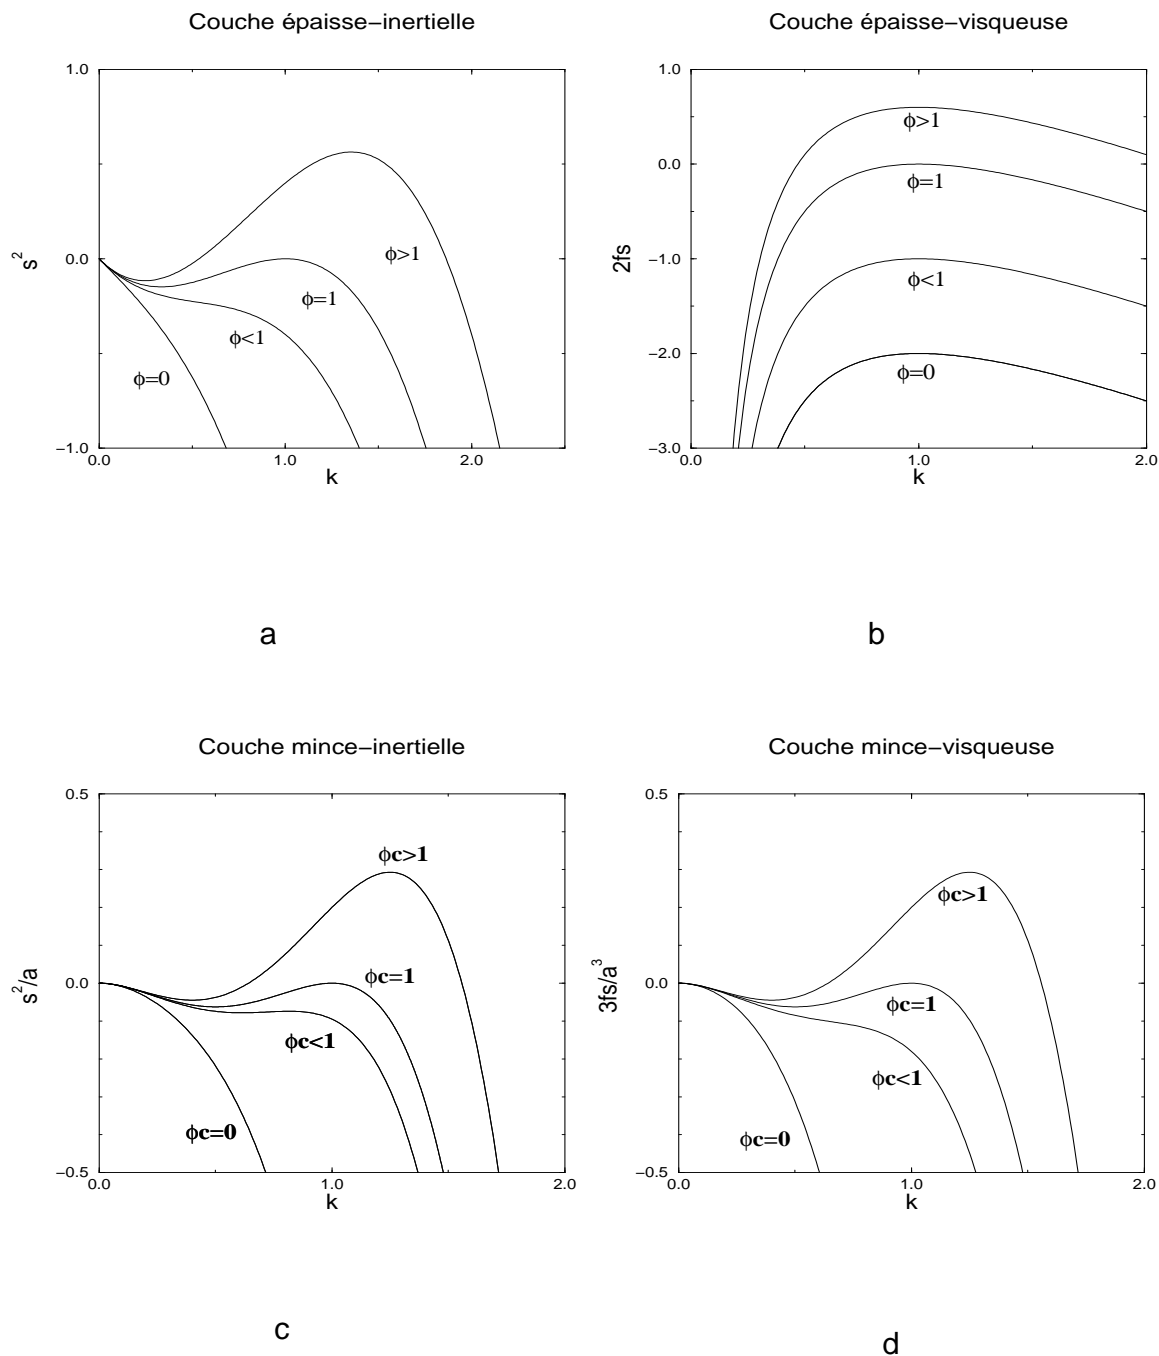 Couche épaisse−inertielle
1.0
0.0
−1.0
s²
ϕ>1
ϕ=1
ϕ<1
ϕ=0
0.0 1.0 2.0
k
a
Couche épaisse−visqueuse
1.0
0.0
−1.0
−2.0
−3.0
2fs
ϕ>1
ϕ=1
ϕ<1
ϕ=0
0.0 1.0 2.0
k
b
Couche mince−inertielle
0.5
0.0
−0.5
s²/a
ϕc>1
ϕc=1
ϕc<1
ϕc=0
0.0 1.0 2.0
k
c
Couche mince−visqueuse
0.5
0.0
−0.5
3fs/a³
ϕc>1
ϕc=1
ϕc<1
ϕc=0
0.0 1.0 2.0
k
d